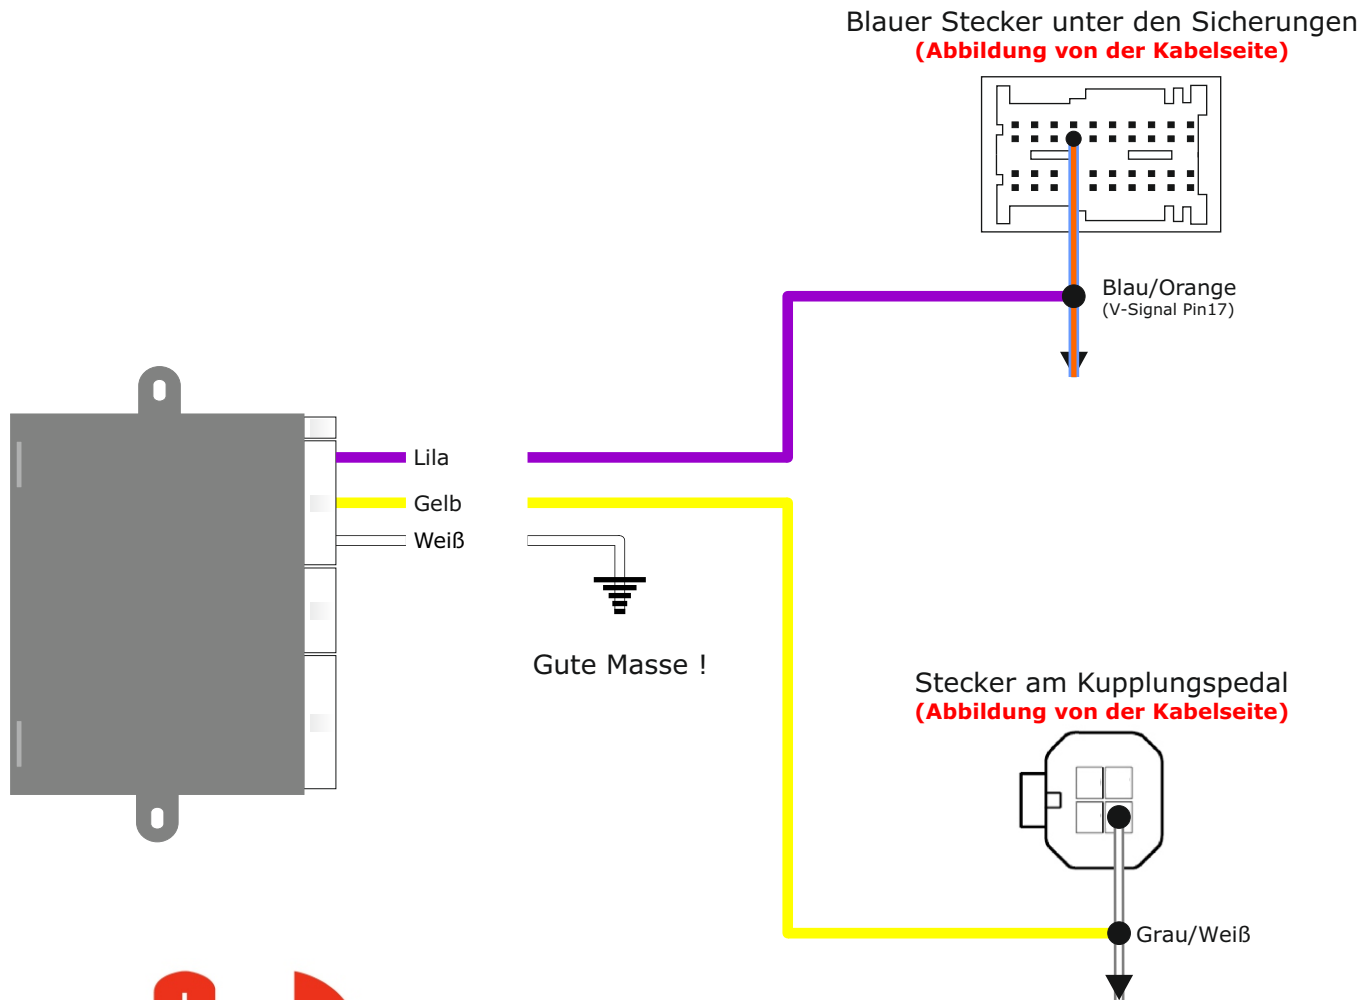 Blauer Stecker unter den Sicherungen
(Abbildung von der Kabelseite)
Blau/Orange
(V-Signal Pin17)
Lila
Gelb
Weiß
Gute Masse !
Stecker am Kupplungspedal
(Abbildung von der Kabelseite)
Grau/Weiß